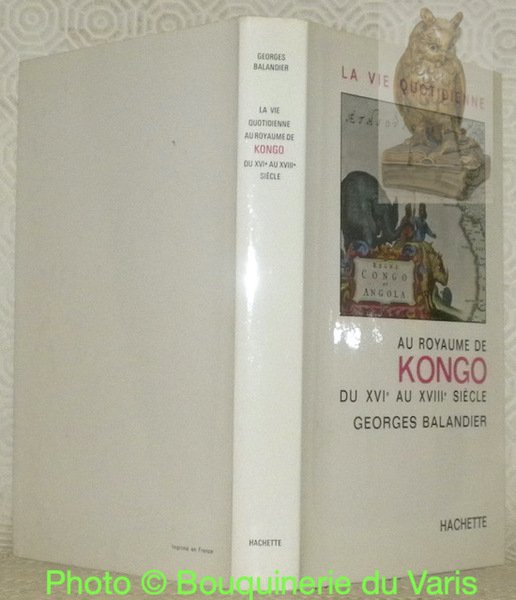 GEORGES
BALANDIER
LA VIE
QUOTIDIENNE
AU ROYAUME DE
KONGO
DU XVIe AU XVIIIe
SIÈCLE
HACHETTE
Imprimé en France
LA VIE QUOTIDIENNE
REGNA
CONGO
et
ANGOLA
AU ROYAUME DE
KONGO
DU XVIe AU XVIIIe SIÈCLE
GEORGES BALANDIER
HACHETTE
Photo © Bouquinerie du Varis